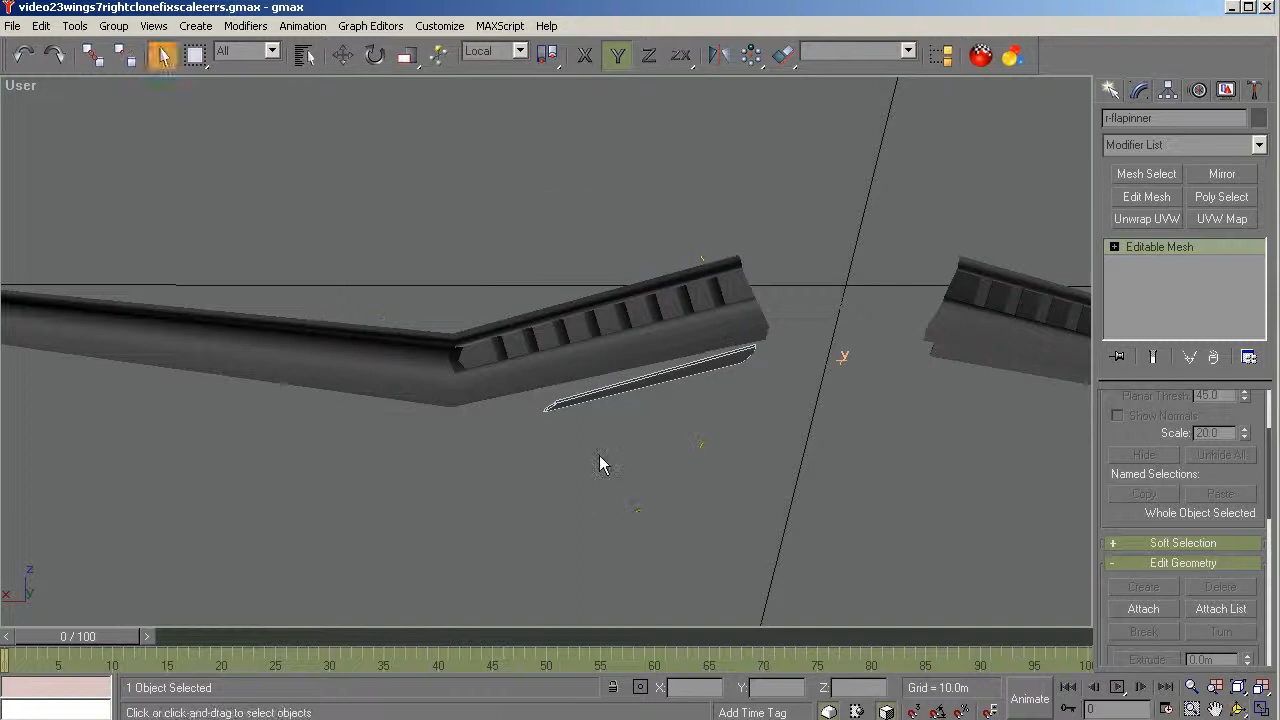 video23wings7rightclonefixscaleerrs.gmax - gmax
File Edit Tools Group Views Create Modifiers Animation Graph Editors Customize MAXScript Help
All Local X Y Z ZX
User
r-flapinner
Modifier List
Mesh Select Mirror
Edit Mesh Poly Select
Unwrap UVW UVW Map
Editable Mesh
y
Planar Thresh: 45.0
Show Normals
Scale: 20.0
Hide Unhide All
Named Selections:
Copy Paste
Whole Object Selected
+ Soft Selection
- Edit Geometry
Create Delete
Attach Attach List
Break Turn
Extrude 0.0m
z
x y
< 0 / 100 >
5 10 15 20 25 30 35 40 45 50 55 60 65 70 75 80 85 90 95
1 Object Selected X: Y: Z: Grid = 10.0m
Animate
Click or click-and-drag to select objects Add Time Tag 0